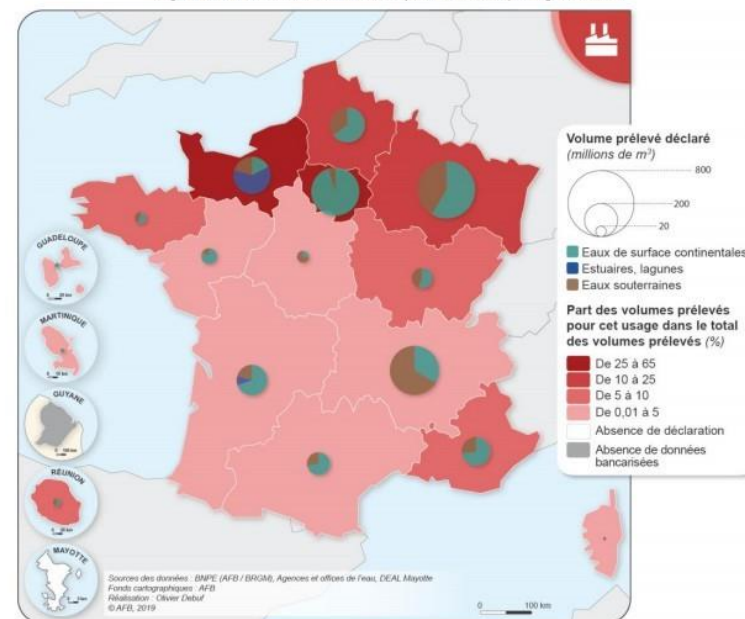 Volume prélevé déclaré
(millions de m³)
800
200
20
Eaux de surface continentales
Estuaires, lagunes
Eaux souterraines
Part des volumes prélevés
pour cet usage dans le total
des volumes prélevés (%)
De 25 à 65
De 10 à 25
De 5 à 10
De 0,01 à 5
Absence de déclaration
Absence de données
bancarisées
GUADELOUPE
MARTINIQUE
GUYANE
RÉUNION
MAYOTTE
Sources des données : BNPE (AFB / BRGM), Agences et offices de l'eau, DEAL Mayotte
Fonds cartographiques : AFB
Réalisation : Olivier Debuf
© AFB, 2019
0 100 km